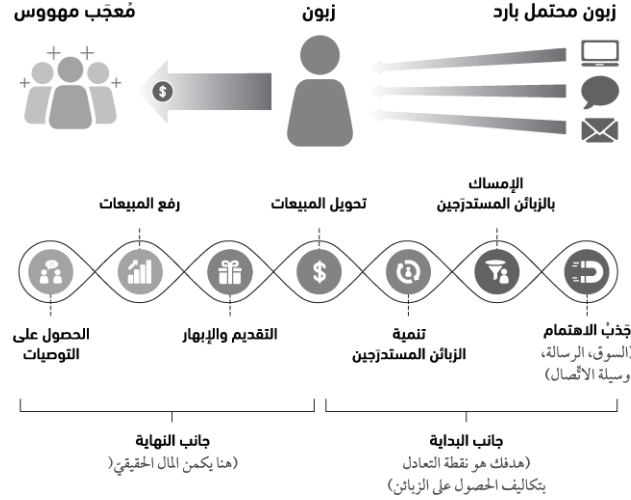 زبون محتمل بارد
زبون
مُعجَب مهووس
$
الإمساك
بالزبائن المستدرَجين
تحويل المبيعات
رفع المبيعات
$
جَذبُ الاهتمام
(السوق، الرسالة،
وسيلة الاتّصال)
تنمية
الزبائن المستدرَجين
التقديم والإبهار
الحصول على
التوصيات
جانب البداية
(هدفك هو نقطة التعادل
بتكاليف الحصول على الزبائن)
جانب النهاية
(هنا يكمن المال الحقيقيّ(